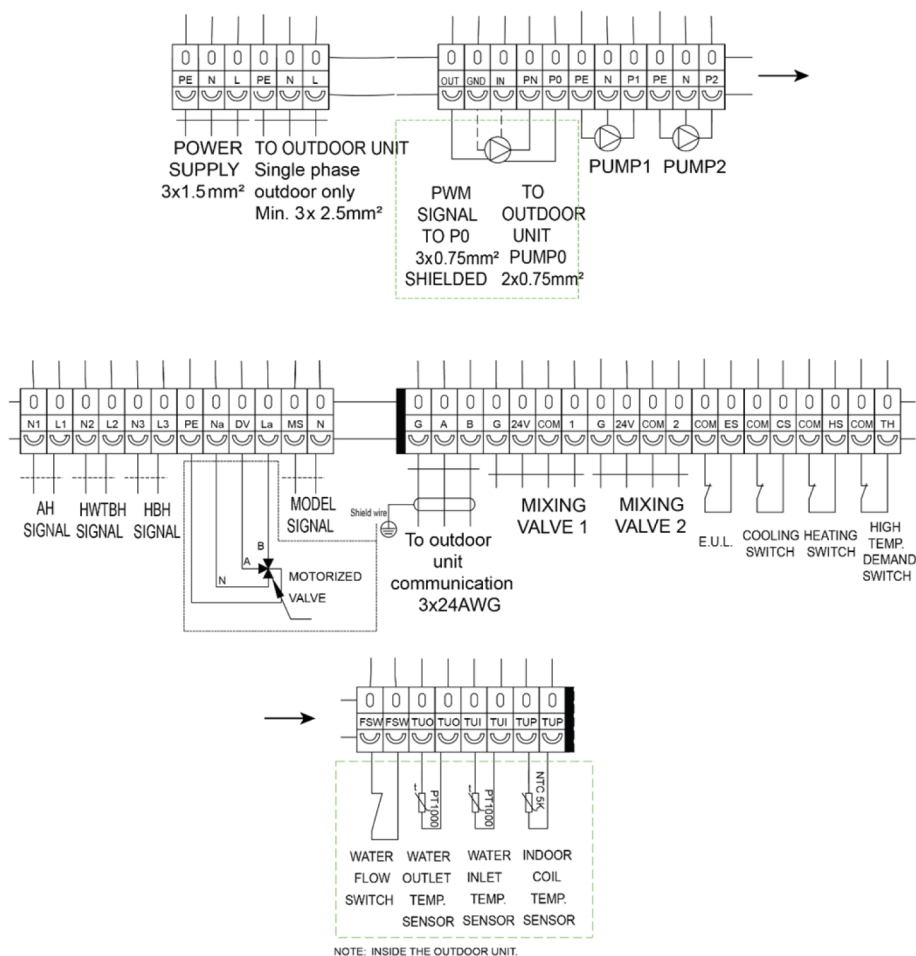 0 0 0 0 0 0 0 0 0 0 0 0 0 0 0 0 0
PE N L PE N L OUT GND IN PN P0 PE N P1 PE N P2
POWER
SUPPLY
3x1.5mm²
TO OUTDOOR UNIT
Single phase
outdoor only
Min. 3x 2.5mm²
PWM
SIGNAL
TO P0
3x0.75mm²
SHIELDED
TO
OUTDOOR
UNIT
PUMP0
2x0.75mm²
PUMP1
PUMP2
0 0 0 0 0 0 0 0 0 0 0 0 0 0 0 0 0 0 0 0 0 0 0 0 0 0 0 0 0 0 0
N1 L1 N2 L2 N3 L3 PE Na DV La MS N G A B G 24V COM 1 G 24V COM 2 COM ES COM CS COM HS COM TH
AH
SIGNAL
HWTBH
SIGNAL
HBH
SIGNAL
MODEL
SIGNAL
B
A
N
MOTORIZED
VALVE
Shield wire
To outdoor
unit
communication
3x24AWG
MIXING
VALVE 1
MIXING
VALVE 2
E.U.L.
COOLING
SWITCH
HEATING
SWITCH
HIGH
TEMP.
DEMAND
SWITCH
0 0 0 0 0 0 0 0
FSW FSW TUO TUO TUI TUI TUP TUP
t
PT1000
t
PT1000
NTC 5K
WATER
FLOW
SWITCH
WATER
OUTLET
TEMP.
SENSOR
WATER
INLET
TEMP.
SENSOR
INDOOR
COIL
TEMP.
SENSOR
NOTE: INSIDE THE OUTDOOR UNIT.